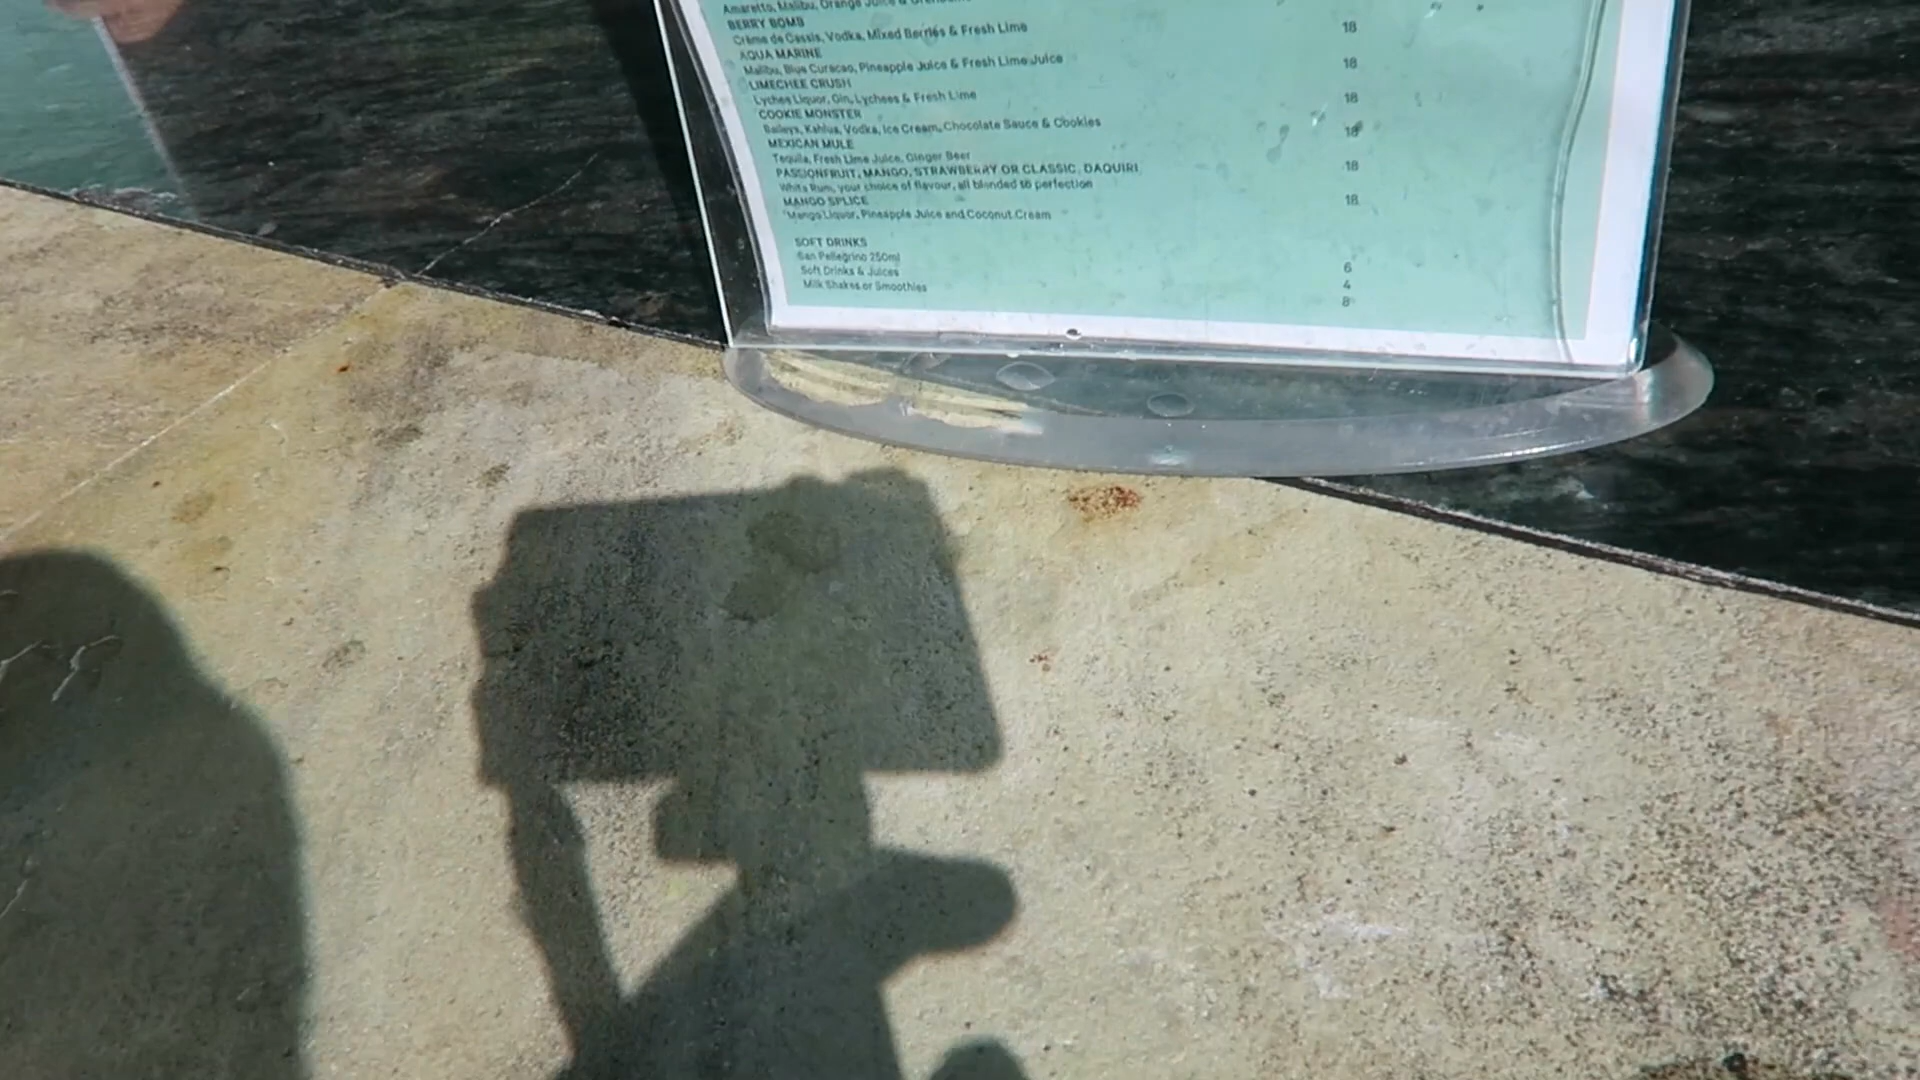 Amaretto, Malibu, Orange Juice &
BERRY BOMB
Crème de Cassis, Vodka, Mixed Berries & Fresh Lime 18
AQUA MARINE
Malibu, Blue Curacao, Pineapple Juice & Fresh Lime Juice 18
LIMECHEE CRUSH
Lychee Liquor, Gin, Lychees & Fresh Lime 18
COOKIE MONSTER
Baileys, Kahlua, Vodka, Ice Cream, Chocolate Sauce & Cookies 18
MEXICAN MULE
Tequila, Fresh Lime Juice, Ginger Beer 18
PASSIONFRUIT, MANGO, STRAWBERRY OR CLASSIC DAQUIRI
White Rum, your choice of flavour, all blended to perfection 18
MANGO SPLICE
Mango Liquor, Pineapple Juice and Coconut Cream
SOFT DRINKS
San Pellegrino 250ml 6
Soft Drinks & Juices 4
Milk Shakes or Smoothies 8